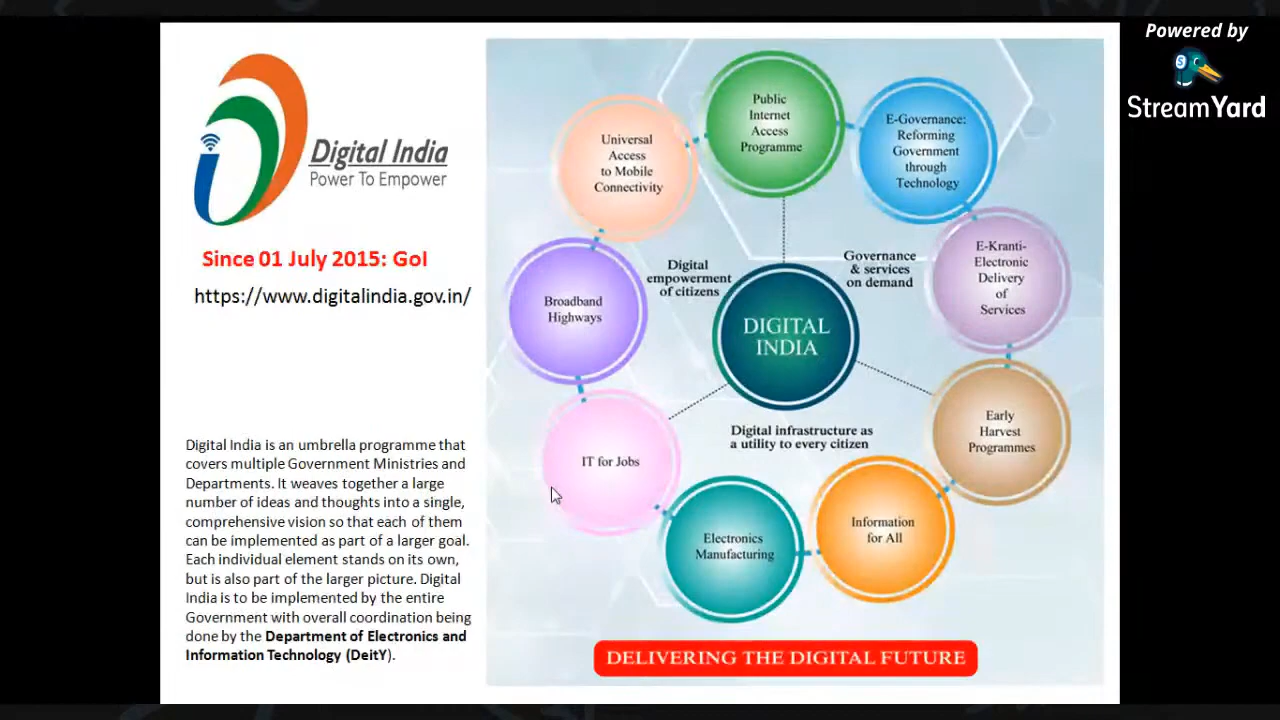 Powered by
StreamYard
Digital India
Power To Empower
Since 01 July 2015: GoI
https://www.digitalindia.gov.in/
Digital India is an umbrella programme that
covers multiple Government Ministries and
Departments. It weaves together a large
number of ideas and thoughts into a single,
comprehensive vision so that each of them
can be implemented as part of a larger goal.
Each individual element stands on its own,
but is also part of the larger picture. Digital
India is to be implemented by the entire
Government with overall coordination being
done by the Department of Electronics and
Information Technology (DeitY).
Public
Internet
Access
Programme
E-Governance:
Reforming
Government
through
Technology
E-Kranti-
Electronic
Delivery
of
Services
Early
Harvest
Programmes
Information
for All
Electronics
Manufacturing
IT for Jobs
Broadband
Highways
Universal
Access
to Mobile
Connectivity
Digital
empowerment
of citizens
Governance
& services
on demand
DIGITAL
INDIA
Digital infrastructure as
a utility to every citizen
DELIVERING THE DIGITAL FUTURE